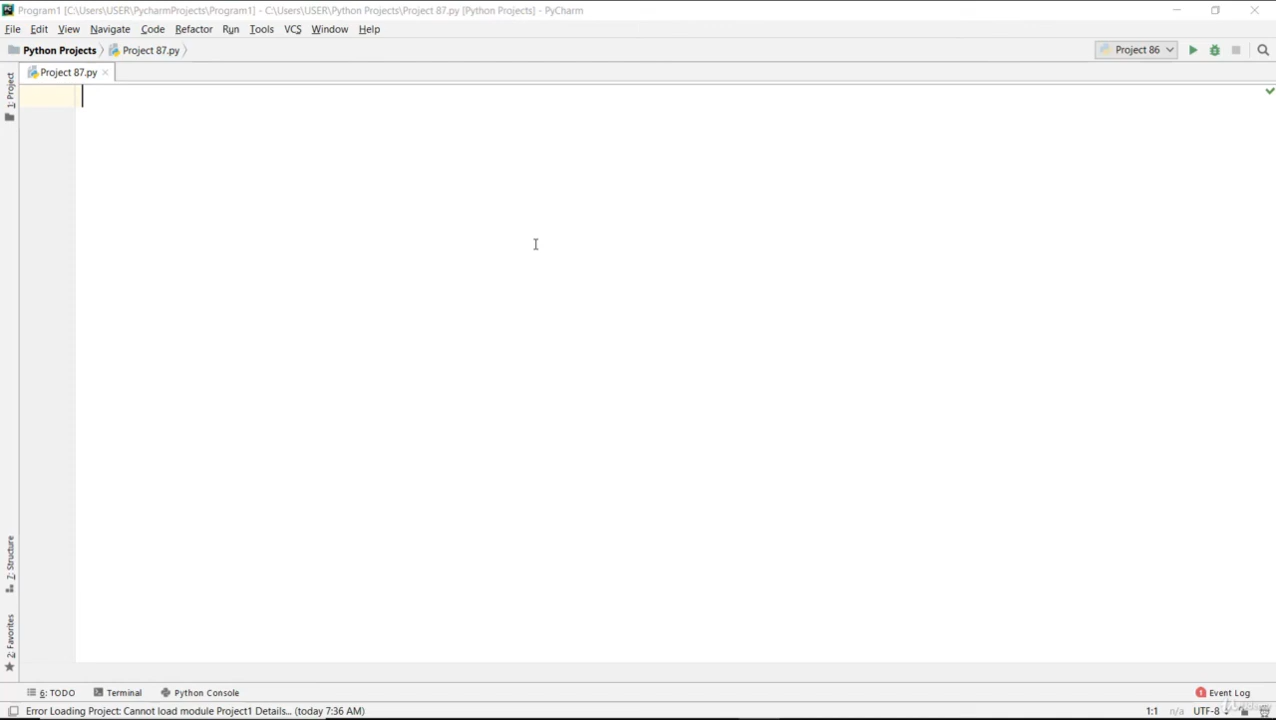 Program1 [C:\Users\USER\PycharmProjects\Program1] - C:\Users\USER\Python Projects\Project 87.py [Python Projects] - PyCharm
File Edit View Navigate Code Refactor Run Tools VCS Window Help
Python Projects Project 87.py Project 86
Project 87.py
1: Project
7: Structure
2: Favorites
6: TODO Terminal Python Console Event Log
Error Loading Project: Cannot load module Project1 Details... (today 7:36 AM) 1:1 n/a UTF-8